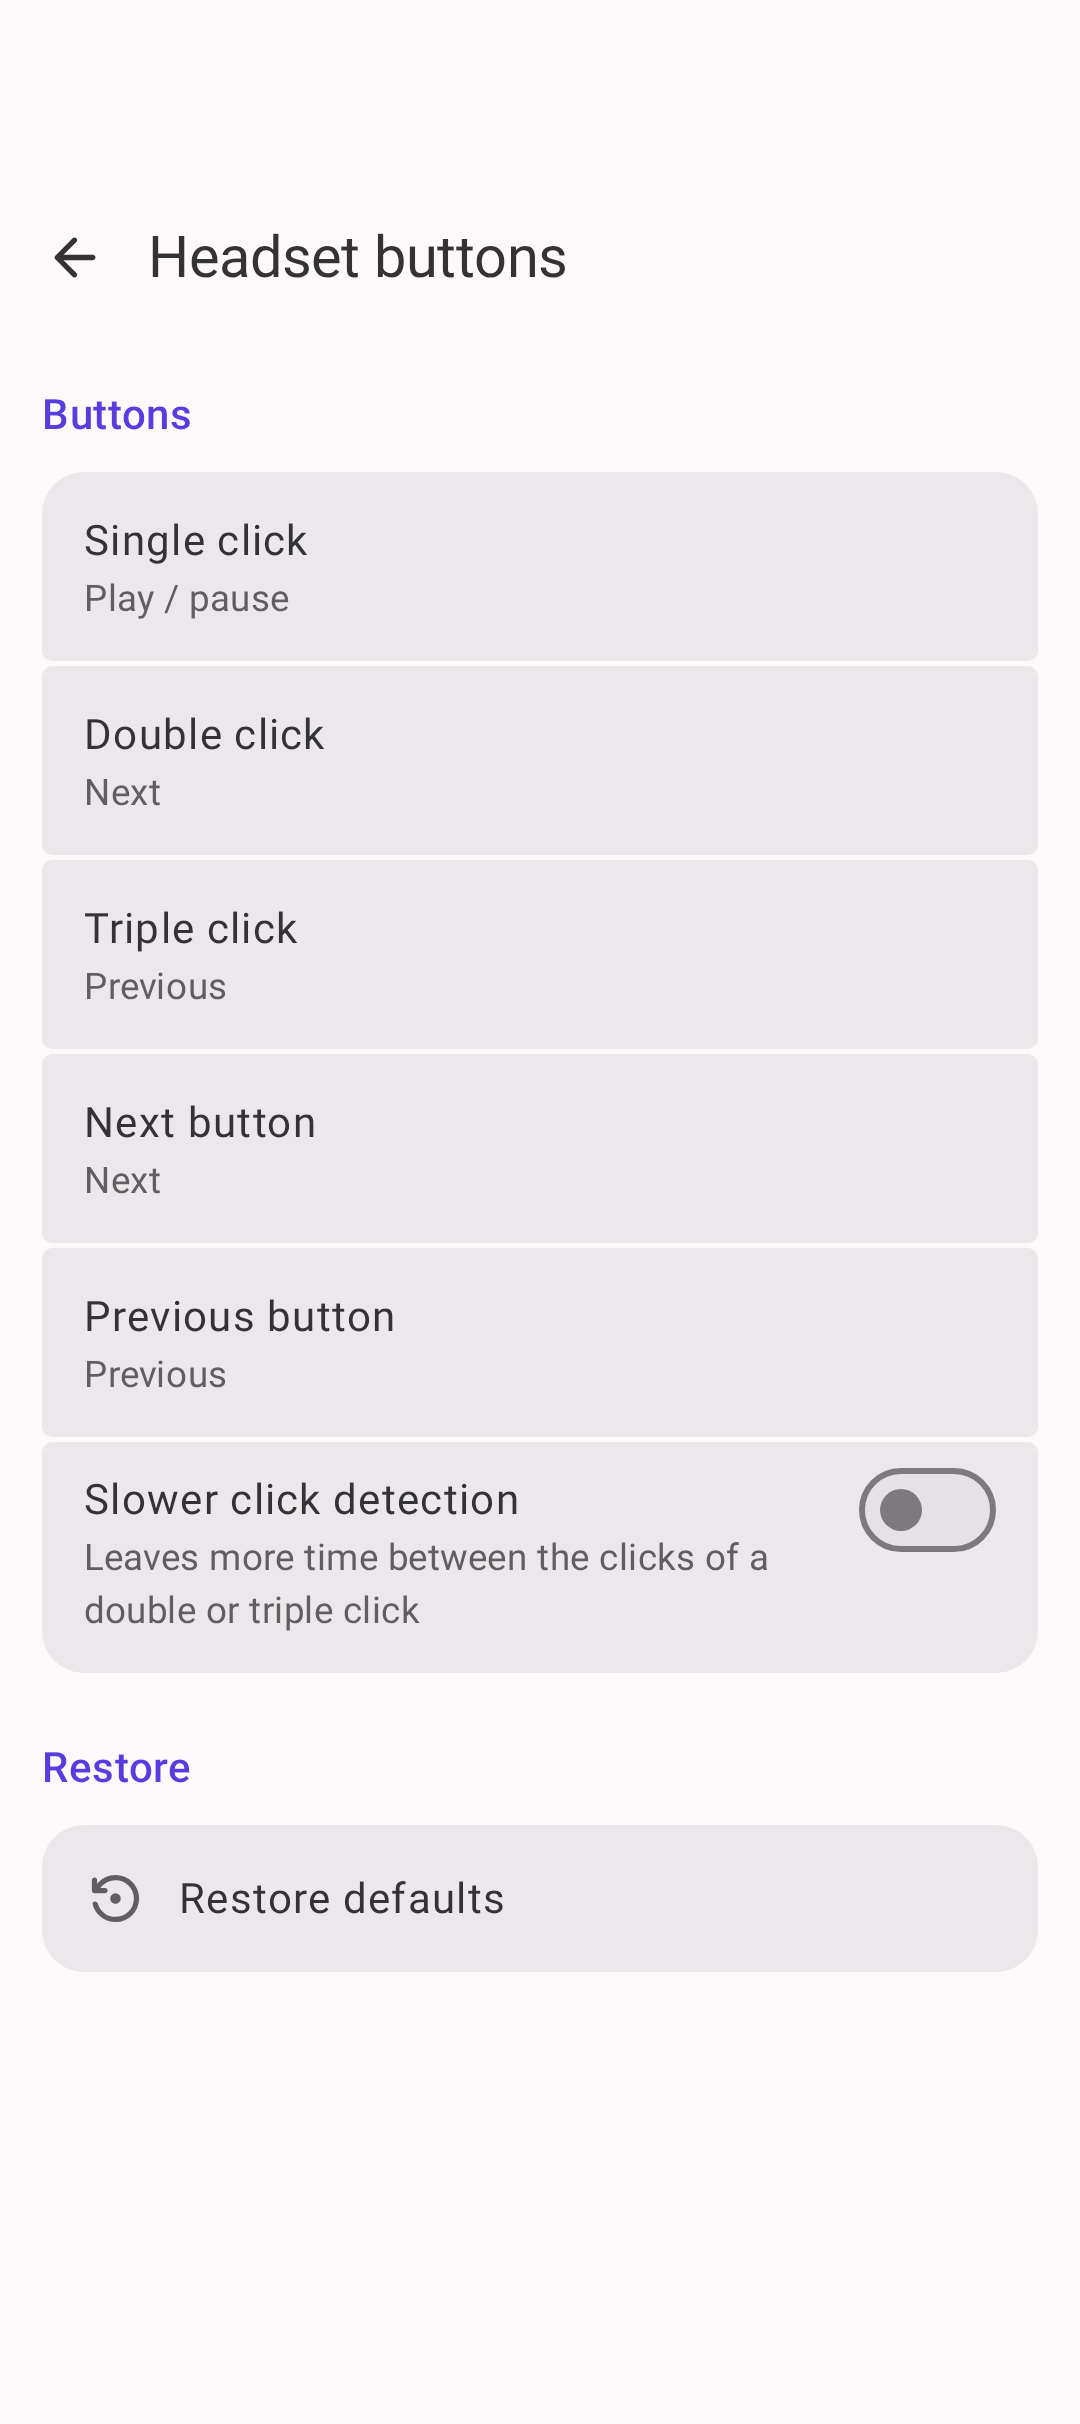 Headset buttons
Buttons
Single click
Play / pause
Double click
Next
Triple click
Previous
Next button
Next
Previous button
Previous
Slower click detection
Leaves more time between the clicks of a
double or triple click
Restore
Restore defaults